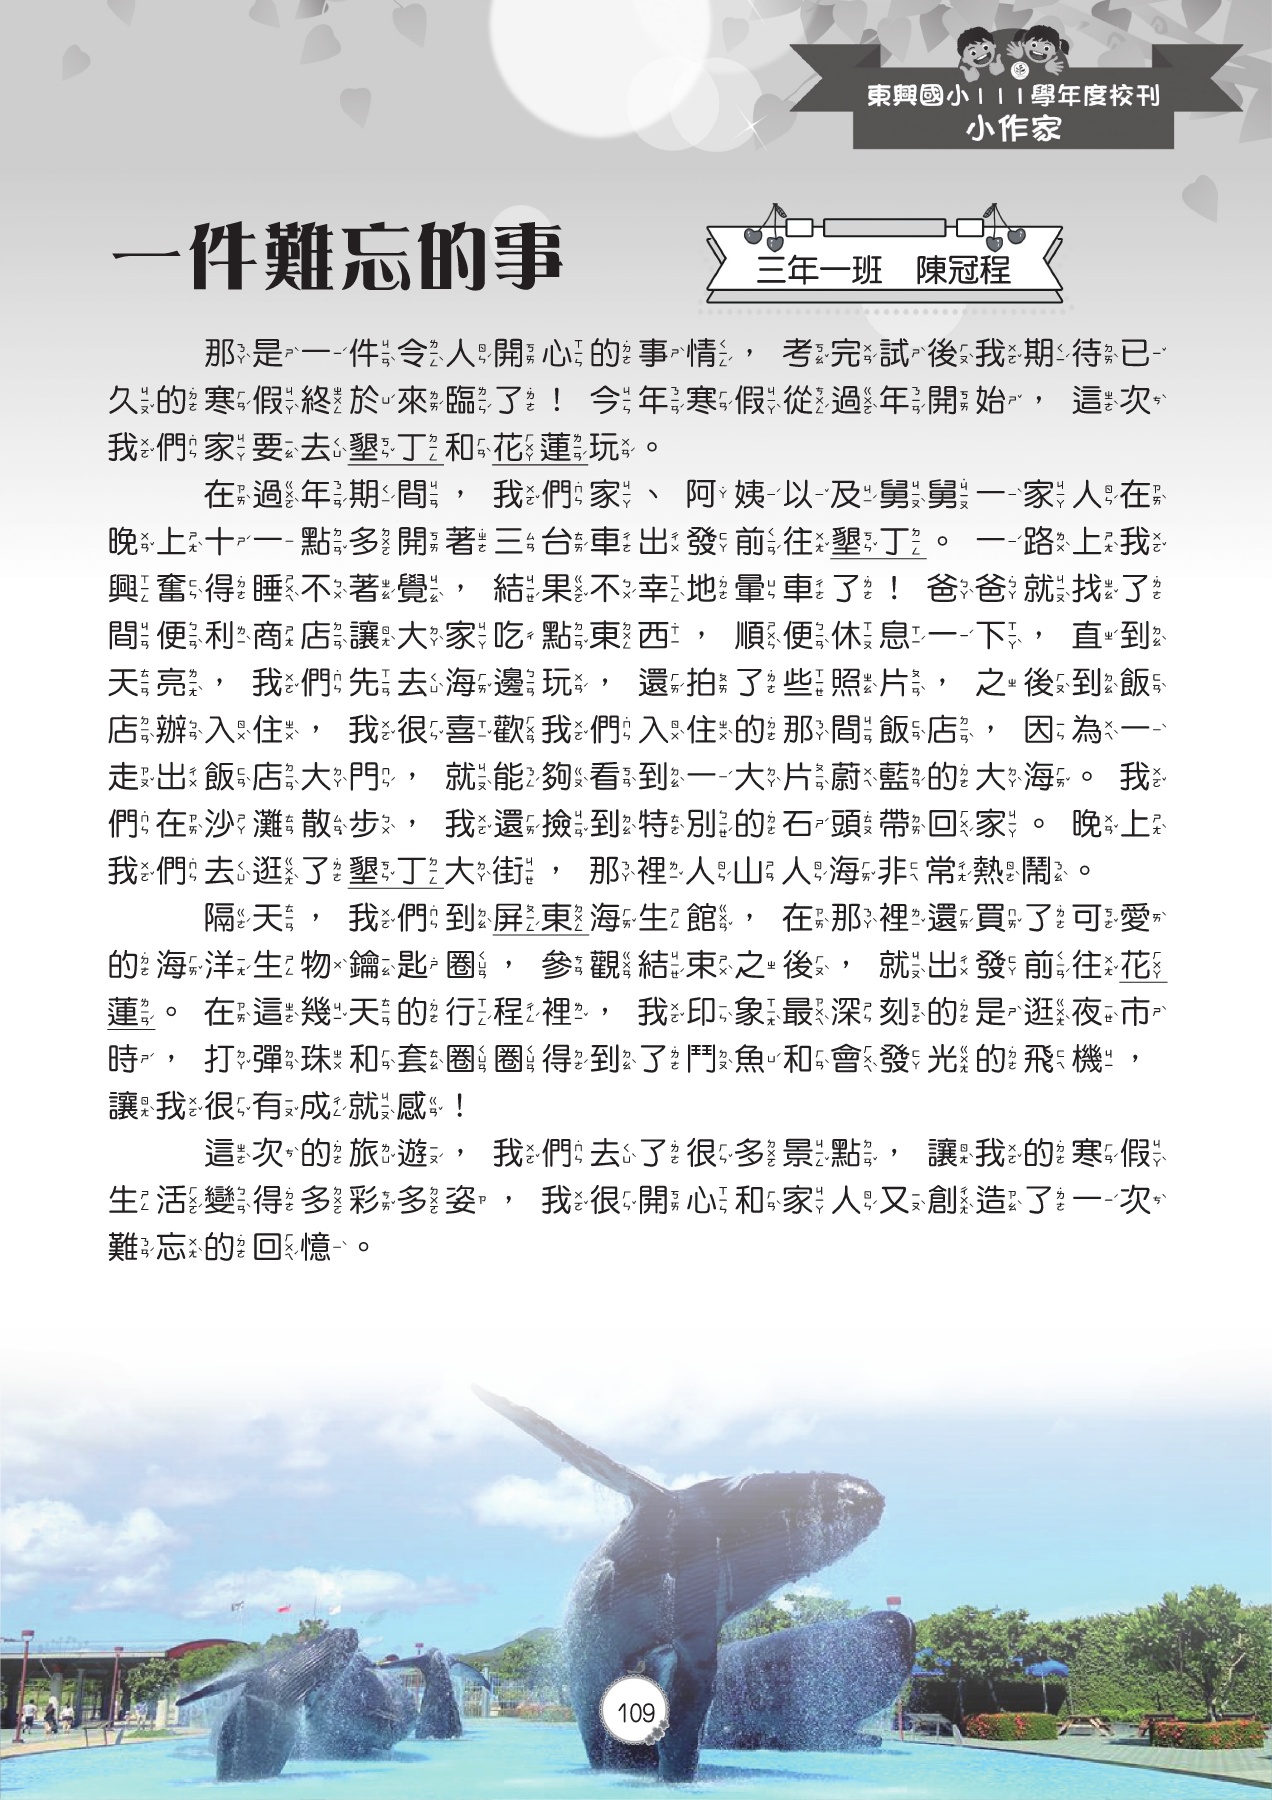 東興國小111學年度校刊
小作家
一件難忘的事
三年一班 陳冠程
那是一件令人開心的事情，考完試後我期待已
久的寒假終於來臨了！今年寒假從過年開始，這次
我們家要去墾丁和花蓮玩。
在過年期間，我們家、阿姨以及舅舅一家人在
晚上十一點多開著三台車出發前往墾丁。一路上我
興奮得睡不著覺，結果不幸地暈車了！爸爸就找了
間便利商店讓大家吃點東西，順便休息一下，直到
天亮，我們先去海邊玩，還拍了些照片，之後到飯
店辦入住，我很喜歡我們入住的那間飯店，因為一
走出飯店大門，就能夠看到一大片蔚藍的大海。我
們在沙灘散步，我還撿到特別的石頭帶回家。晚上
我們去逛了墾丁大街，那裡人山人海非常熱鬧。
隔天，我們到屏東海生館，在那裡還買了可愛
的海洋生物鑰匙圈，參觀結束之後，就出發前往花
蓮。在這幾天的行程裡，我印象最深刻的是逛夜市
時，打彈珠和套圈圈得到了鬥魚和會發光的飛機，
讓我很有成就感！
這次的旅遊，我們去了很多景點，讓我的寒假
生活變得多彩多姿，我很開心和家人又創造了一次
難忘的回憶。
109